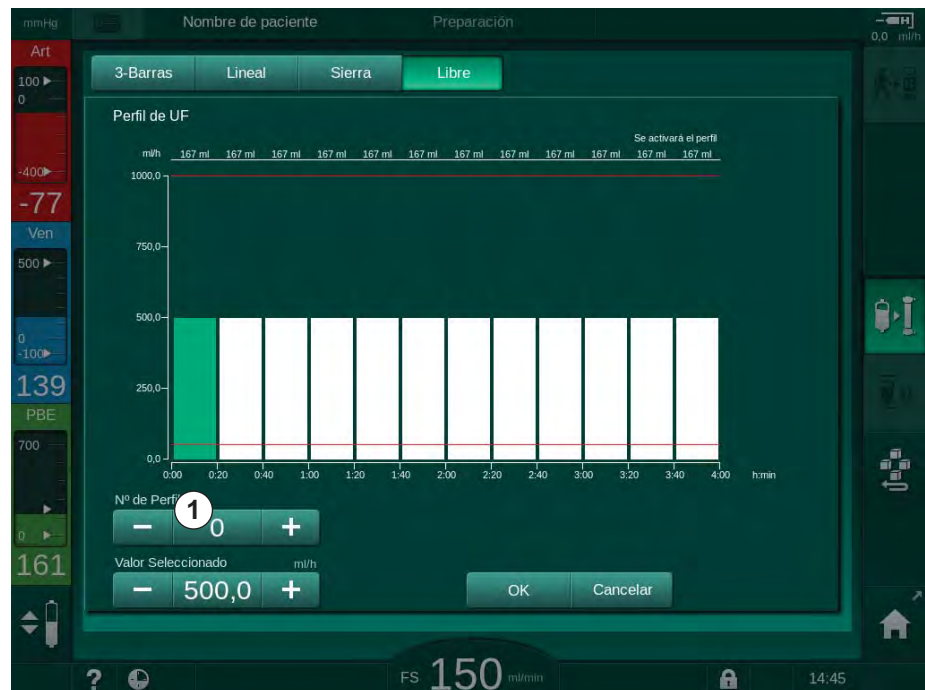 mmHg Nombre de paciente Preparación 0,0 ml/h
Art
100
0
-400
-77
Ven
500
0
-100
139
PBE
700
0
161
3-Barras Lineal Sierra Libre
Perfil de UF
Se activará el perfil
ml/h 167 ml 167 ml 167 ml 167 ml 167 ml 167 ml 167 ml 167 ml 167 ml 167 ml 167 ml 167 ml
1000,0
750,0
500,0
250,0
0,0
0:00 0:20 0:40 1:00 1:20 1:40 2:00 2:20 2:40 3:00 3:20 3:40 4:00 h:min
Nº de Perfil
1
− 0 +
Valor Seleccionado ml/h
− 500,0 +
OK Cancelar
? FS 150 ml/min 14:45